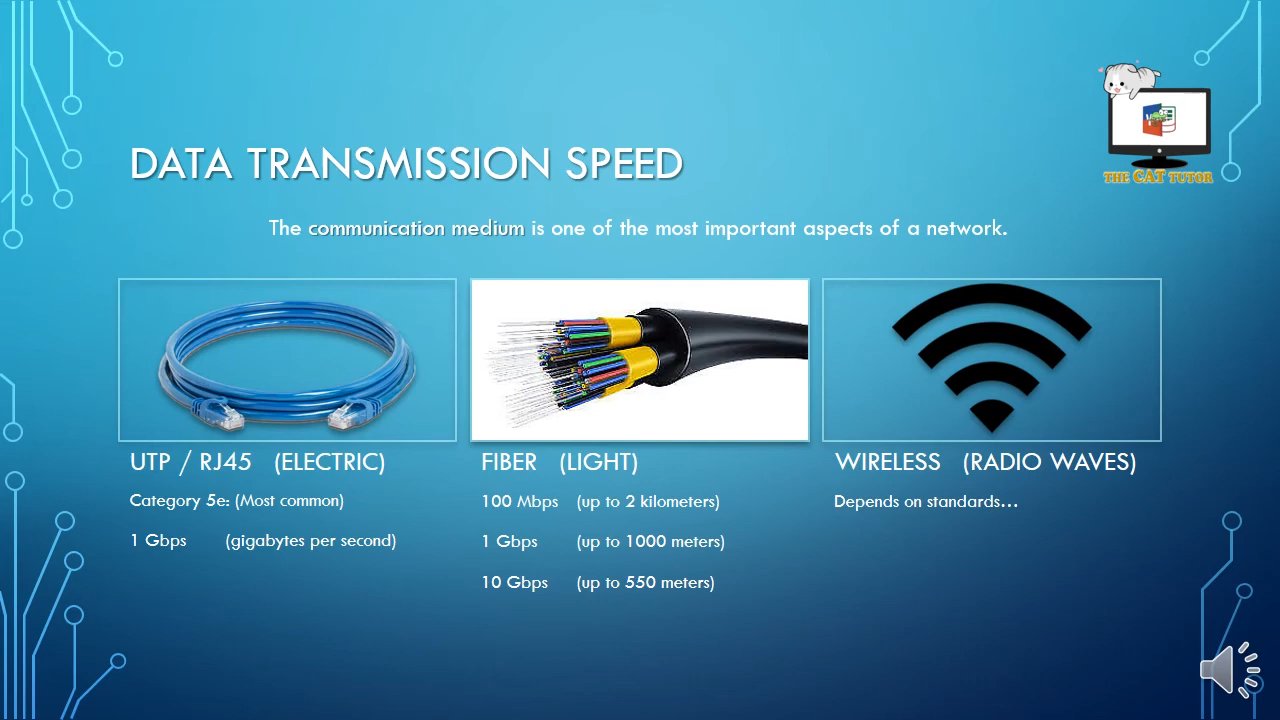 DATA TRANSMISSION SPEED
THE CAT TUTOR
The communication medium is one of the most important aspects of a network.
UTP / RJ45 (ELECTRIC)
Category 5e: (Most common)
1 Gbps (gigabytes per second)
FIBER (LIGHT)
100 Mbps (up to 2 kilometers)
1 Gbps (up to 1000 meters)
10 Gbps (up to 550 meters)
WIRELESS (RADIO WAVES)
Depends on standards…